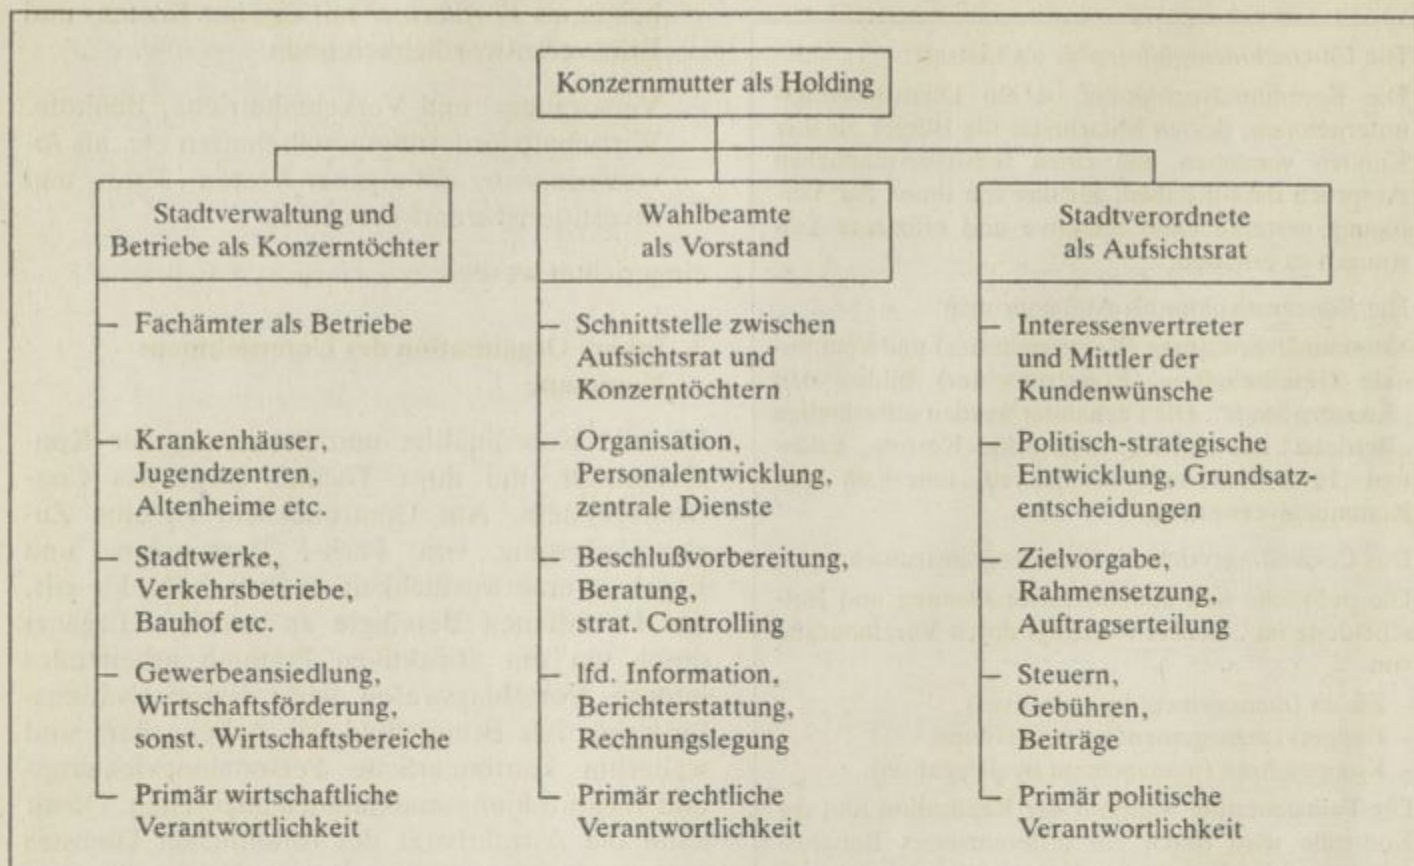 Konzernmutter als Holding
Stadtverwaltung und
Betriebe als Konzerntöchter
Fachämter als Betriebe
Krankenhäuser,
Jugendzentren,
Altenheime etc.
Stadtwerke,
Verkehrsbetriebe,
Bauhof etc.
Gewerbeansiedlung,
Wirtschaftsförderung,
sonst. Wirtschaftsbereiche
Primär wirtschaftliche
Verantwortlichkeit
Wahlbeamte
als Vorstand
Schnittstelle zwischen
Aufsichtsrat und
Konzerntöchtern
Organisation,
Personalentwicklung,
zentrale Dienste
Beschlußvorbereitung,
Beratung,
strat. Controlling
lfd. Information,
Berichterstattung,
Rechnungslegung
Primär rechtliche
Verantwortlichkeit
Stadtverordnete
als Aufsichtsrat
Interessenvertreter
und Mittler der
Kundenwünsche
Politisch-strategische
Entwicklung, Grundsatz-
entscheidungen
Zielvorgabe,
Rahmensetzung,
Auftragserteilung
Steuern,
Gebühren,
Beiträge
Primär politische
Verantwortlichkeit